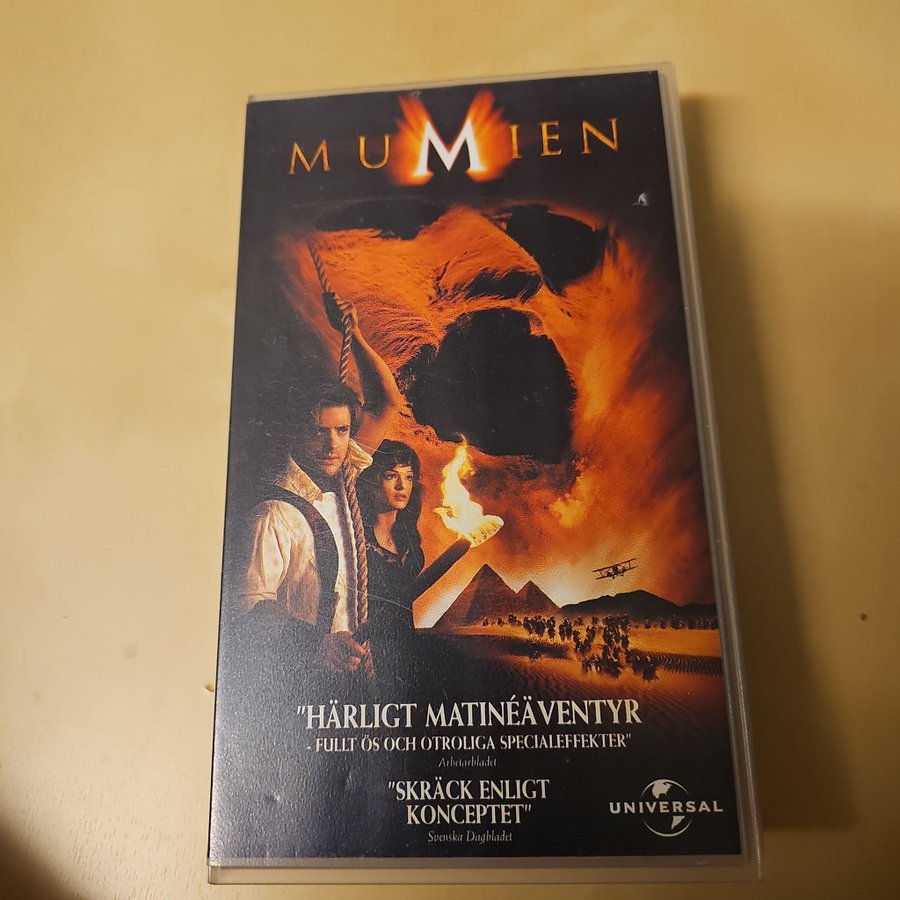 MUMIEN
"HÄRLIGT MATINÉÄVENTYR
- FULLT ÖS OCH OTROLIGA SPECIALEFFEKTER"
Arbetarbladet
"SKRÄCK ENLIGT
KONCEPTET"
Svenska Dagbladet
UNIVERSAL